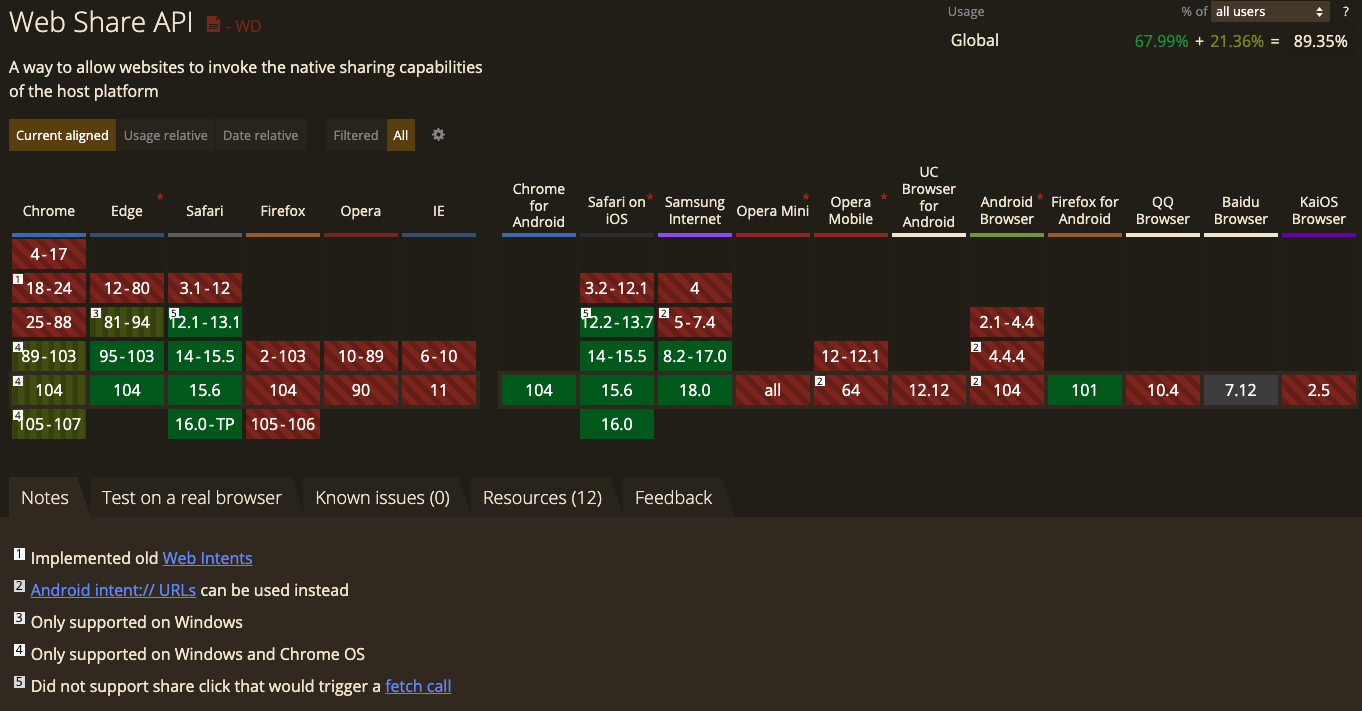 Web Share API - WD
Usage % of all users ?
Global 67.99% + 21.36% = 89.35%
A way to allow websites to invoke the native sharing capabilities
of the host platform
Current aligned Usage relative Date relative Filtered All
Chrome Edge * Safari Firefox Opera IE Chrome for Android Safari on iOS * Samsung Internet Opera Mini * Opera Mobile * UC Browser for Android Android Browser * Firefox for Android QQ Browser Baidu Browser KaiOS Browser
4-17
1 18-24 12-80 3.1-12 3.2-12.1 4
25-88 3 81-94 5 12.1-13.1 5 12.2-13.7 2 5-7.4 2.1-4.4
4 89-103 95-103 14-15.5 2-103 10-89 6-10 14-15.5 8.2-17.0 12-12.1 2 4.4.4
4 104 104 15.6 104 90 11 104 15.6 18.0 all 2 64 12.12 2 104 101 10.4 7.12 2.5
4 105-107 16.0-TP 105-106 16.0
Notes Test on a real browser Known issues (0) Resources (12) Feedback
1 Implemented old Web Intents
2 Android intent:// URLs can be used instead
3 Only supported on Windows
4 Only supported on Windows and Chrome OS
5 Did not support share click that would trigger a fetch call